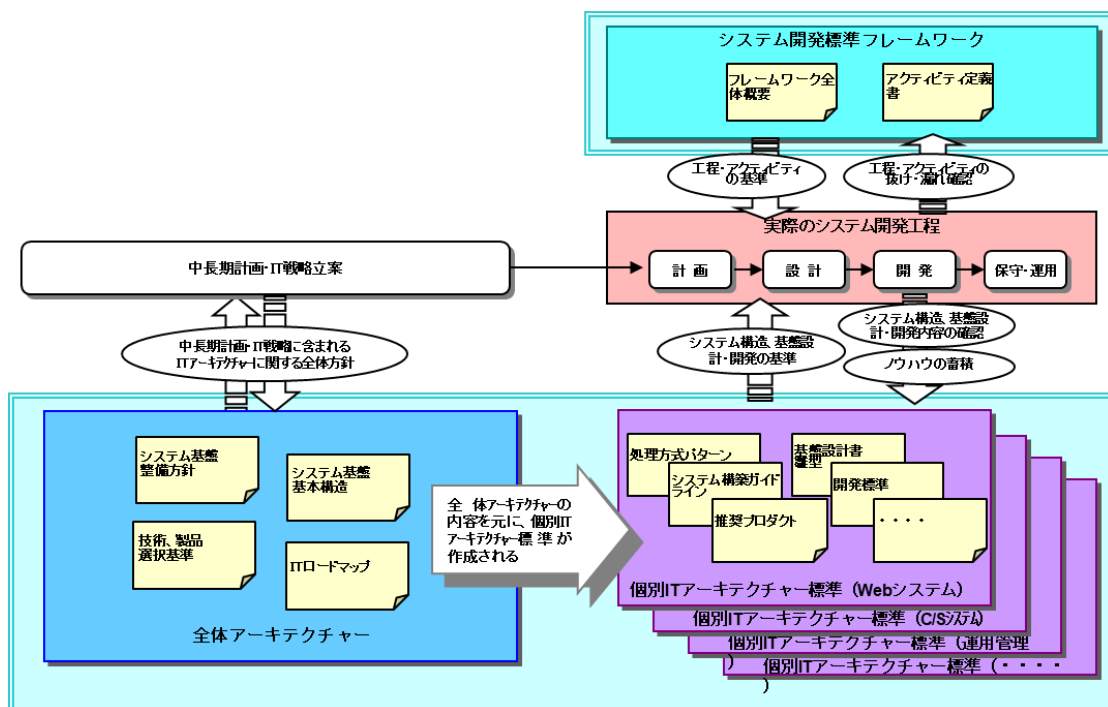 システム開発標準フレームワーク
フレームワーク全
体概要
アクティビティ定義
書
工程・アクティビティ
の基準
工程・アクティビティの
抜け・漏れ確認
実際のシステム開発工程
中長期計画・IT戦略立案
計 画
設 計
開 発
保守・運用
中長期計画・IT戦略に含まれる
ITアーキテクチャーに関する全体方針
システム構造、基盤設
計・開発の基準
システム構造、基盤設
計・開発内容の確認
ノウハウの蓄積
システム基盤
整備方針
システム基盤
基本構造
技術、製品
選択基準
ITロードマップ
全体アーキテクチャー
全 体アーキテクチャーの
内容を元に、個別IT
アーキテクチャー標 準 が
作成される
処理方式パターン
システム構築ガイド
ライン
推奨プロダクト
基盤設計書
雛型
開発標準
・・・・
個別ITアーキテクチャー標準（Webシステム）
個別ITアーキテクチャー標準（C/Sシステム）
個別ITアーキテクチャー標準（運用管理
）
個別ITアーキテクチャー標準（・・・・
）